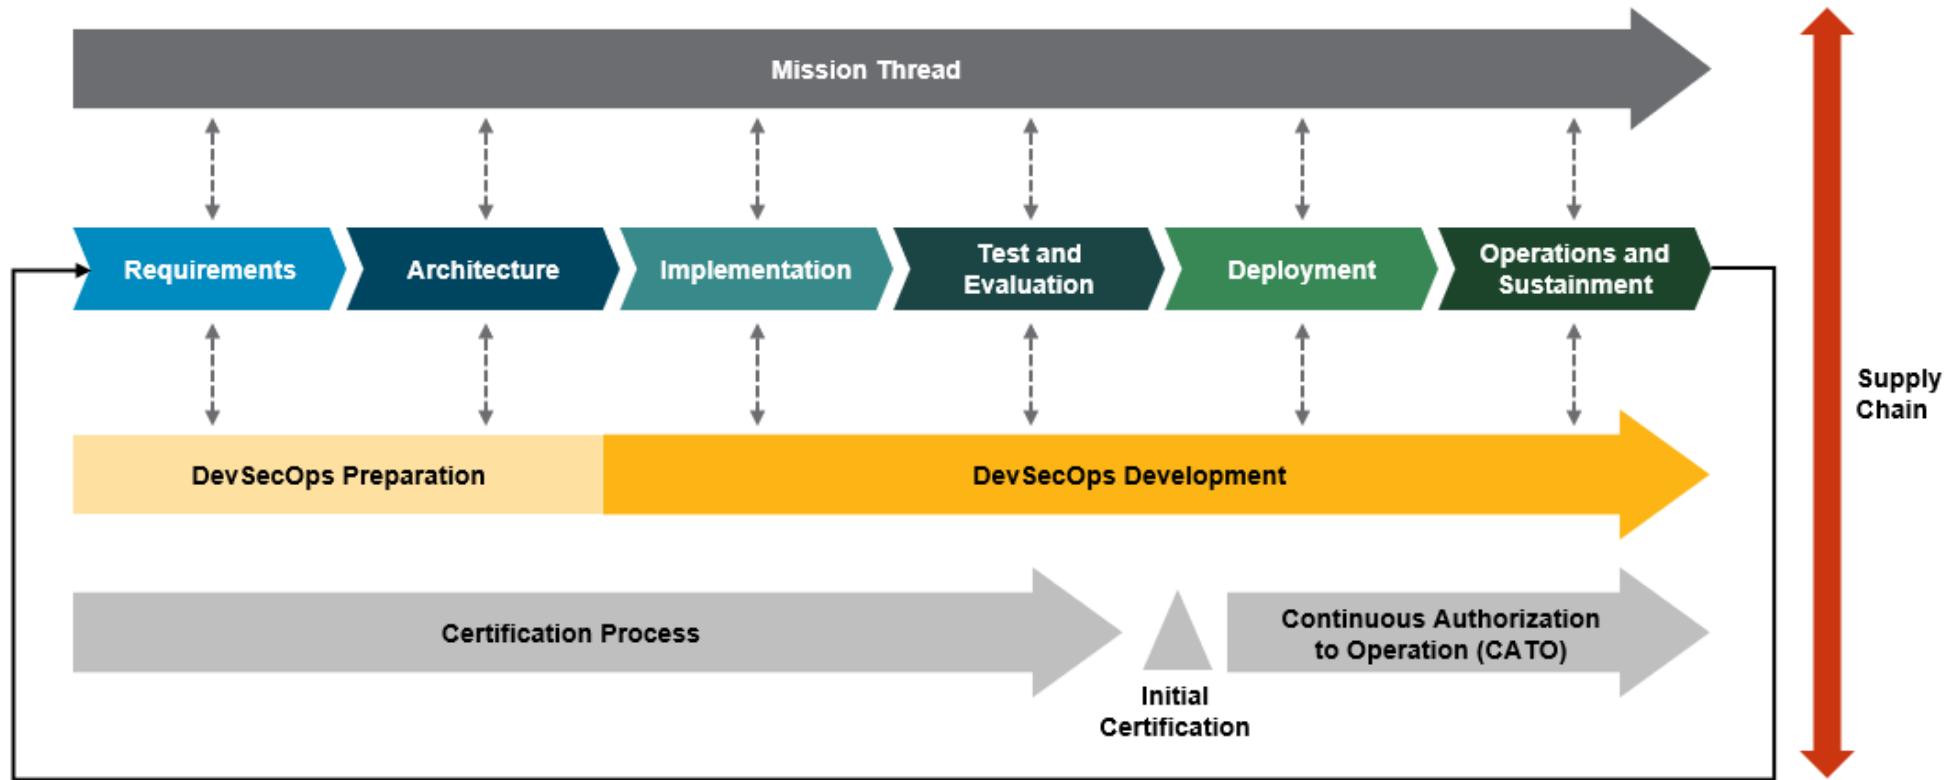 Mission Thread
Requirements
Architecture
Implementation
Test and
Evaluation
Deployment
Operations and
Sustainment
Supply
Chain
DevSecOps Preparation
DevSecOps Development
Certification Process
Initial
Certification
Continuous Authorization
to Operation (CATO)